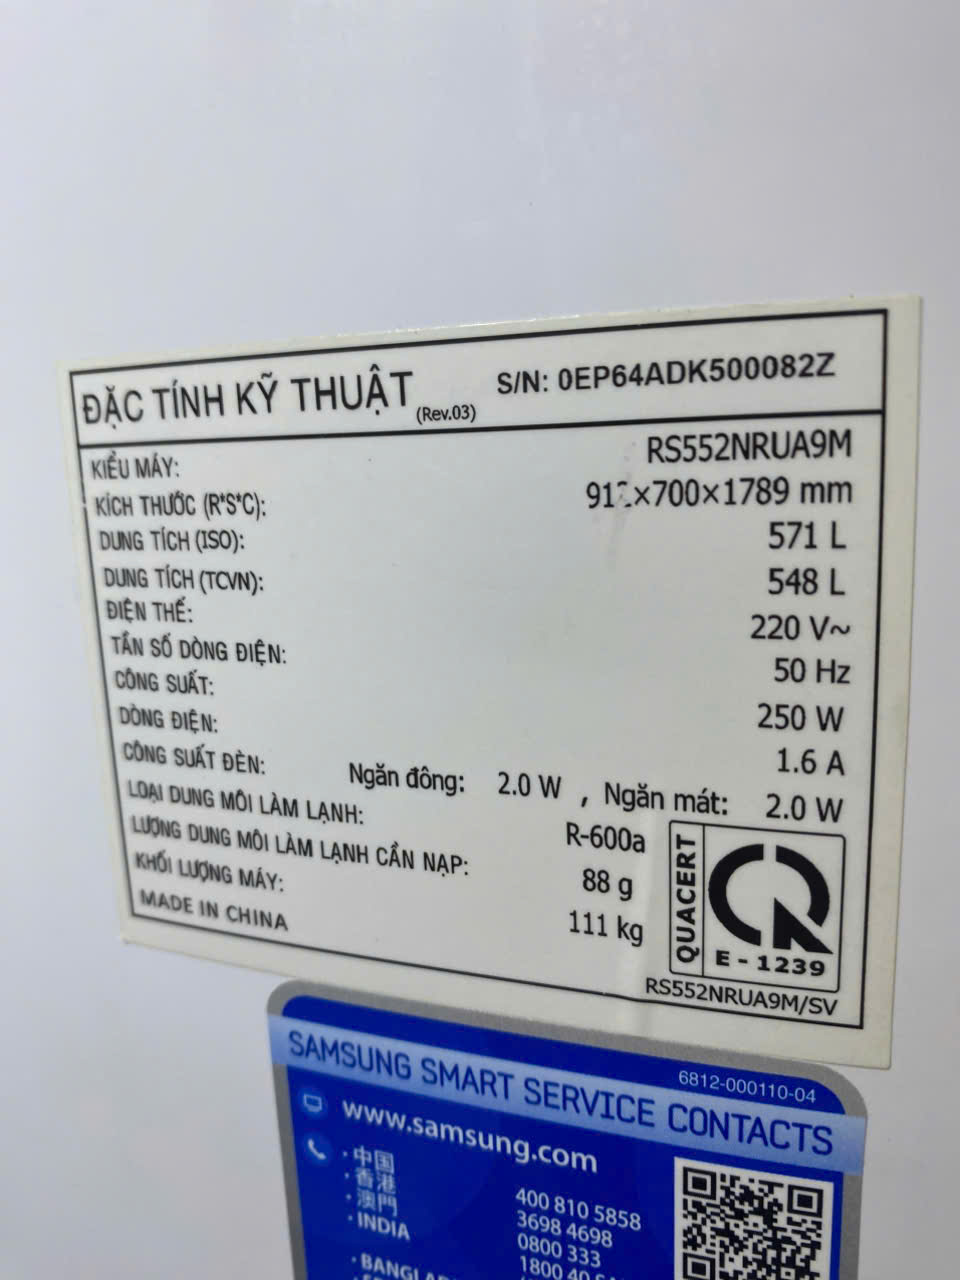 ĐẶC TÍNH KỸ THUẬT (Rev.03) S/N: 0EP64ADK500082Z
KIỂU MÁY: RS552NRUA9M
KÍCH THƯỚC (R*S*C): ×700×1789 mm
DUNG TÍCH (ISO): 571 L
DUNG TÍCH (TCVN): 548 L
ĐIỆN THẾ: 220 V~
TẦN SỐ DÒNG ĐIỆN: 50 Hz
CÔNG SUẤT: 250 W
DÒNG ĐIỆN: 1.6 A
CÔNG SUẤT ĐÈN: Ngăn đông: 2.0 W , Ngăn mát: 2.0 W
LOẠI DUNG MÔI LÀM LẠNH: R-600a
LƯỢNG DUNG MÔI LÀM LẠNH CẦN NẠP: 88 g
KHỐI LƯỢNG MÁY: 111 kg
MADE IN CHINA
QUACERT
E - 1239
RS552NRUA9M/SV
6812-000110-04
SAMSUNG SMART SERVICE CONTACTS
www.samsung.com
· 中国 400 810 5858
· 香港 3698 4698
· 澳門 0800 333
· INDIA 1800 40